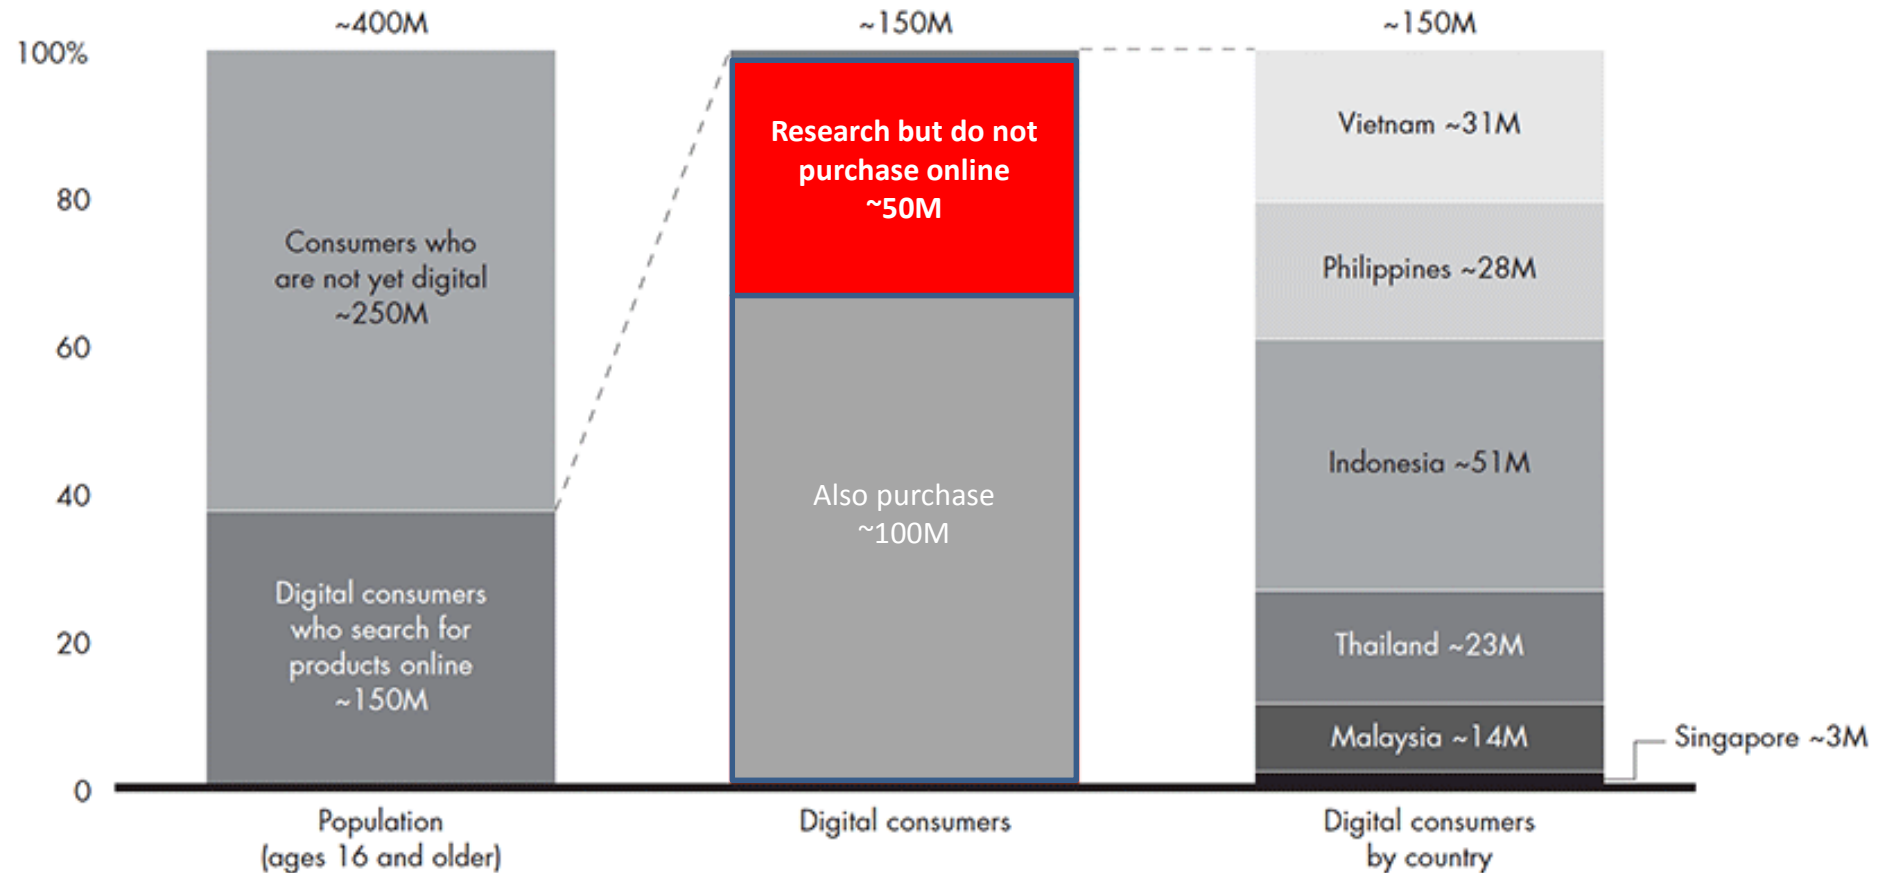 ~400M
~150M
~150M
100%
80
60
40
20
0
Consumers who
are not yet digital
~250M
Digital consumers
who search for
products online
~150M
Research but do not
purchase online
~50M
Also purchase
~100M
Vietnam ~31M
Philippines ~28M
Indonesia ~51M
Thailand ~23M
Malaysia ~14M
Singapore ~3M
Population
(ages 16 and older)
Digital consumers
Digital consumers
by country